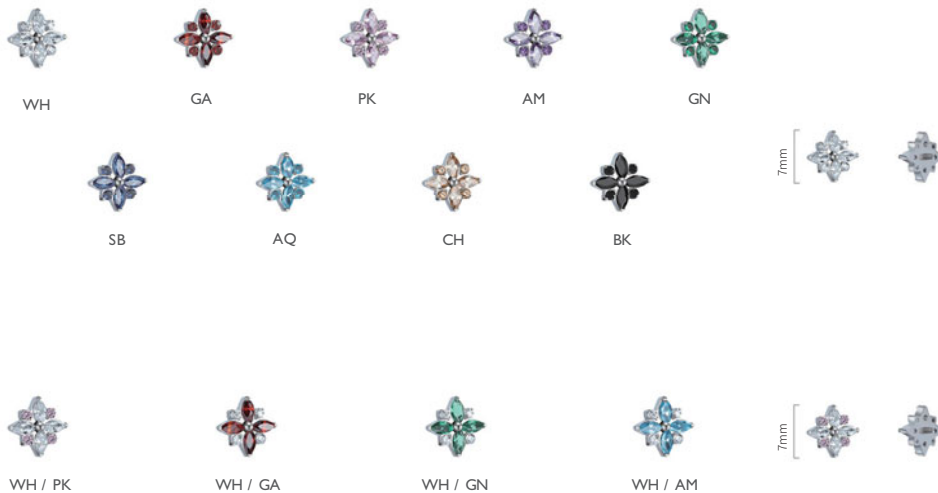 WH
GA
PK
AM
GN
7mm
SB
AQ
CH
BK
7mm
WH / PK
WH / GA
WH / GN
WH / AM